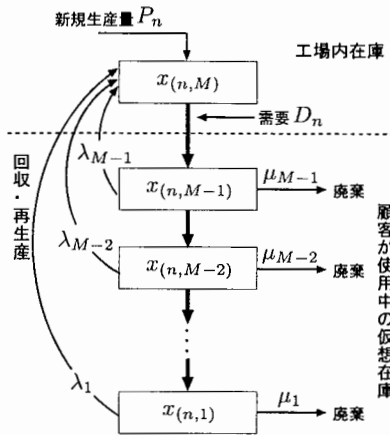 新規生産量 P_n
工場内在庫
x_{(n,M)}
需要 D_n
λ_{M-1}
x_{(n,M-1)}
μ_{M-1}
廃棄
回収・再生産
λ_{M-2}
x_{(n,M-2)}
μ_{M-2}
廃棄
顧客が使用中の仮想在庫
λ_1
x_{(n,1)}
μ_1
廃棄